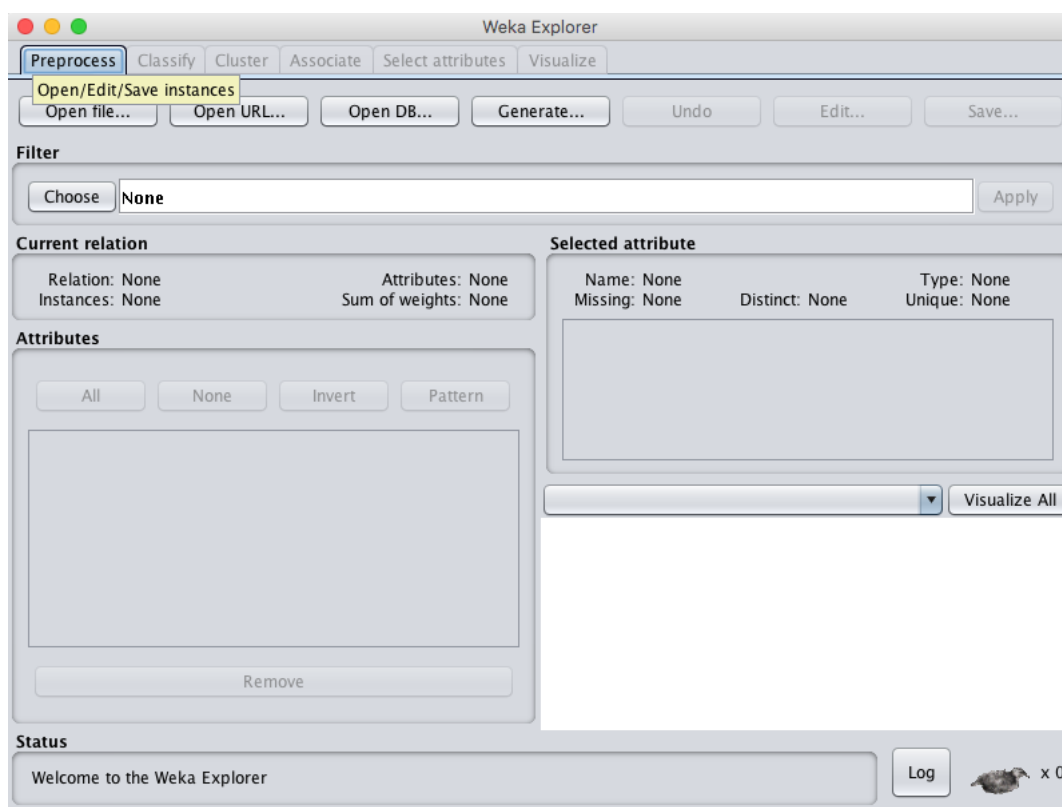 Weka Explorer
Preprocess Classify Cluster Associate Select attributes Visualize
Open/Edit/Save instances
Open file... Open URL... Open DB... Generate... Undo Edit... Save...
Filter
Choose None Apply
Current relation
Relation: None Attributes: None
Instances: None Sum of weights: None
Selected attribute
Name: None Type: None
Missing: None Distinct: None Unique: None
Attributes
All None Invert Pattern
Remove
Visualize All
Status
Welcome to the Weka Explorer
Log x 0